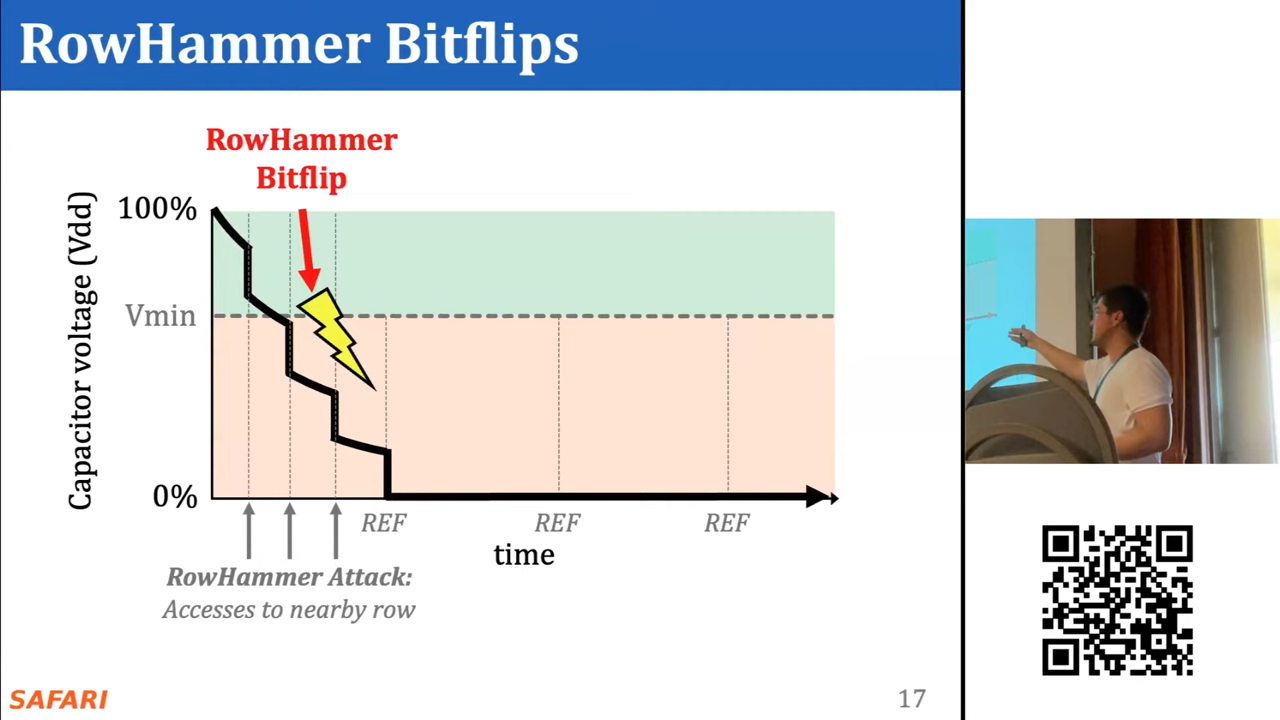 RowHammer Bitflips
RowHammer
Bitflip
100%
Vmin
0%
Capacitor voltage (Vdd)
REF
REF
REF
time
RowHammer Attack:
Accesses to nearby row
SAFARI
17